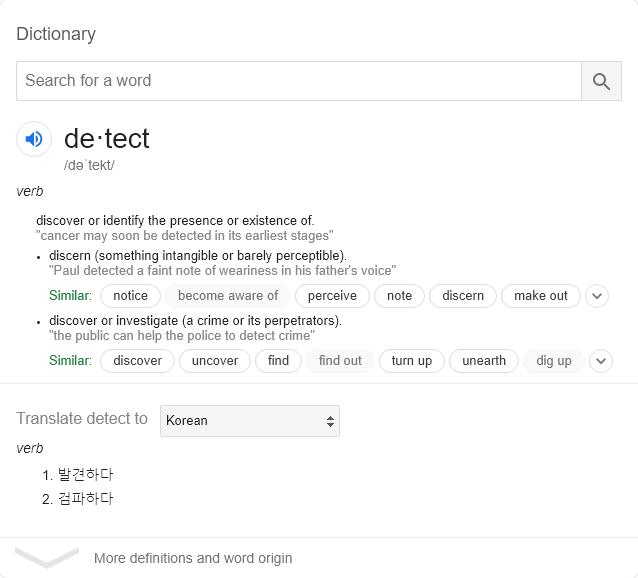 Dictionary
Search for a word
de·tect
/dəˈtekt/
verb
discover or identify the presence or existence of.
"cancer may soon be detected in its earliest stages"
• discern (something intangible or barely perceptible).
"Paul detected a faint note of weariness in his father's voice"
Similar: notice become aware of perceive note discern make out
• discover or investigate (a crime or its perpetrators).
"the public can help the police to detect crime"
Similar: discover uncover find find out turn up unearth dig up
Translate detect to Korean
verb
1. 발견하다
2. 검파하다
More definitions and word origin